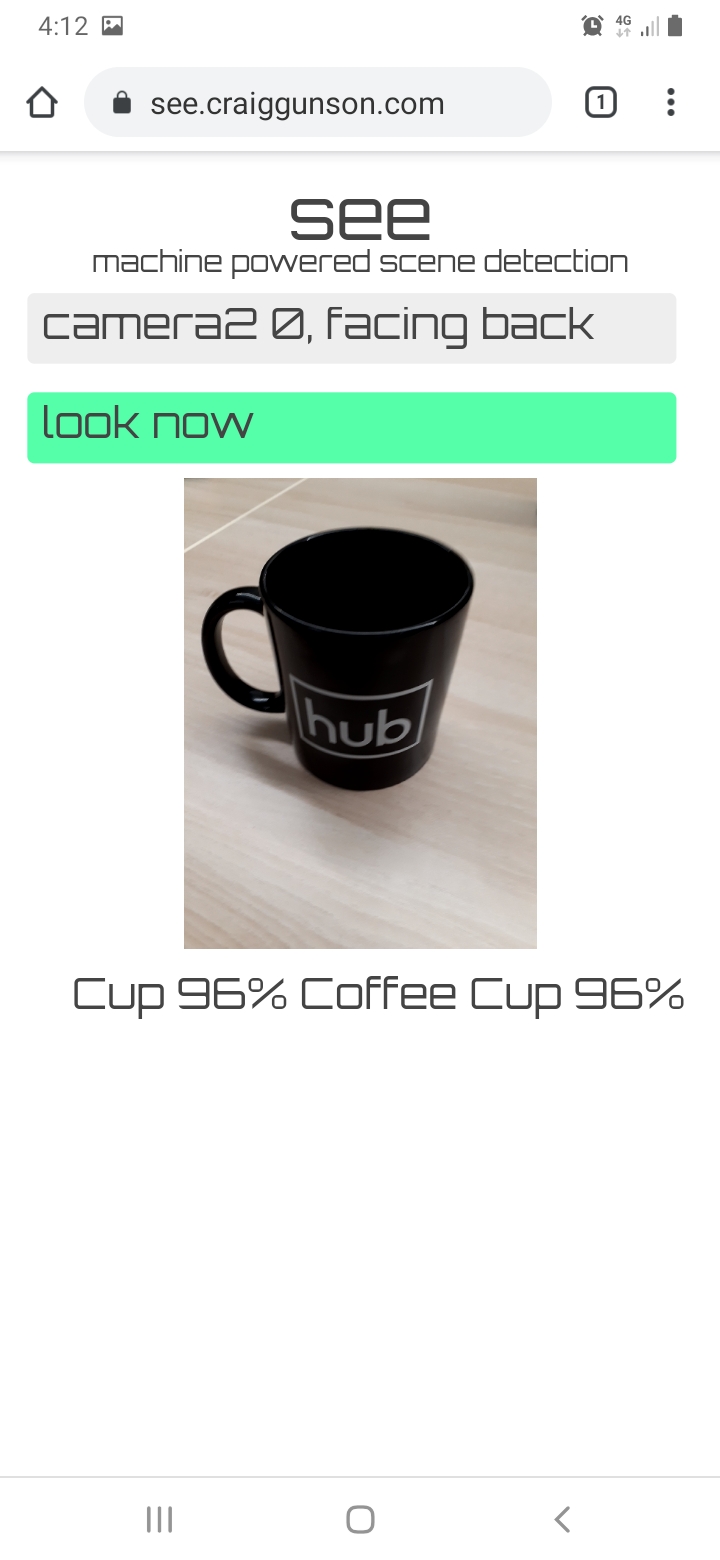 4:12
4G
see.craiggunson.com
1
see
machine powered scene detection
camera2 0, facing back
look now
hub
Cup 96% Coffee Cup 96%